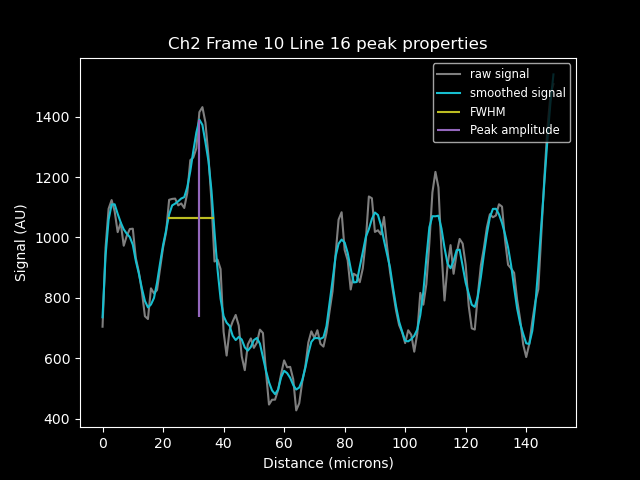 Ch2 Frame 10 Line 16 peak properties
raw signal
smoothed signal
FWHM
Peak amplitude
Signal (AU)
1400
1200
1000
800
600
400
0 20 40 60 80 100 120 140
Distance (microns)